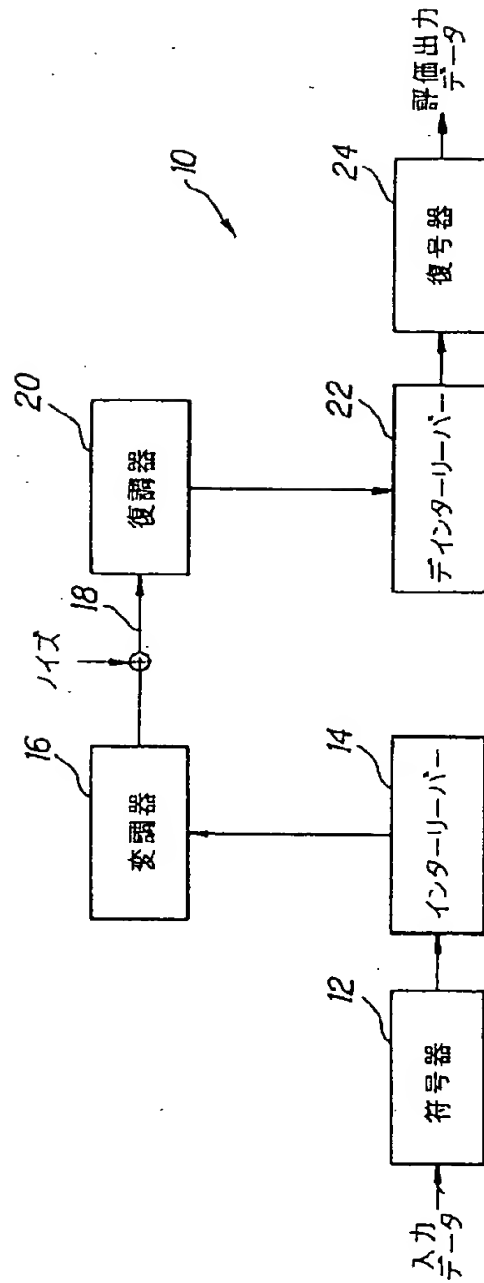 入力
データ
12
符号器
14
インターリーバー
16
変調器
ノイズ
18
20
復調器
22
デインターリーバー
24
復号器
評価出力
データ
10